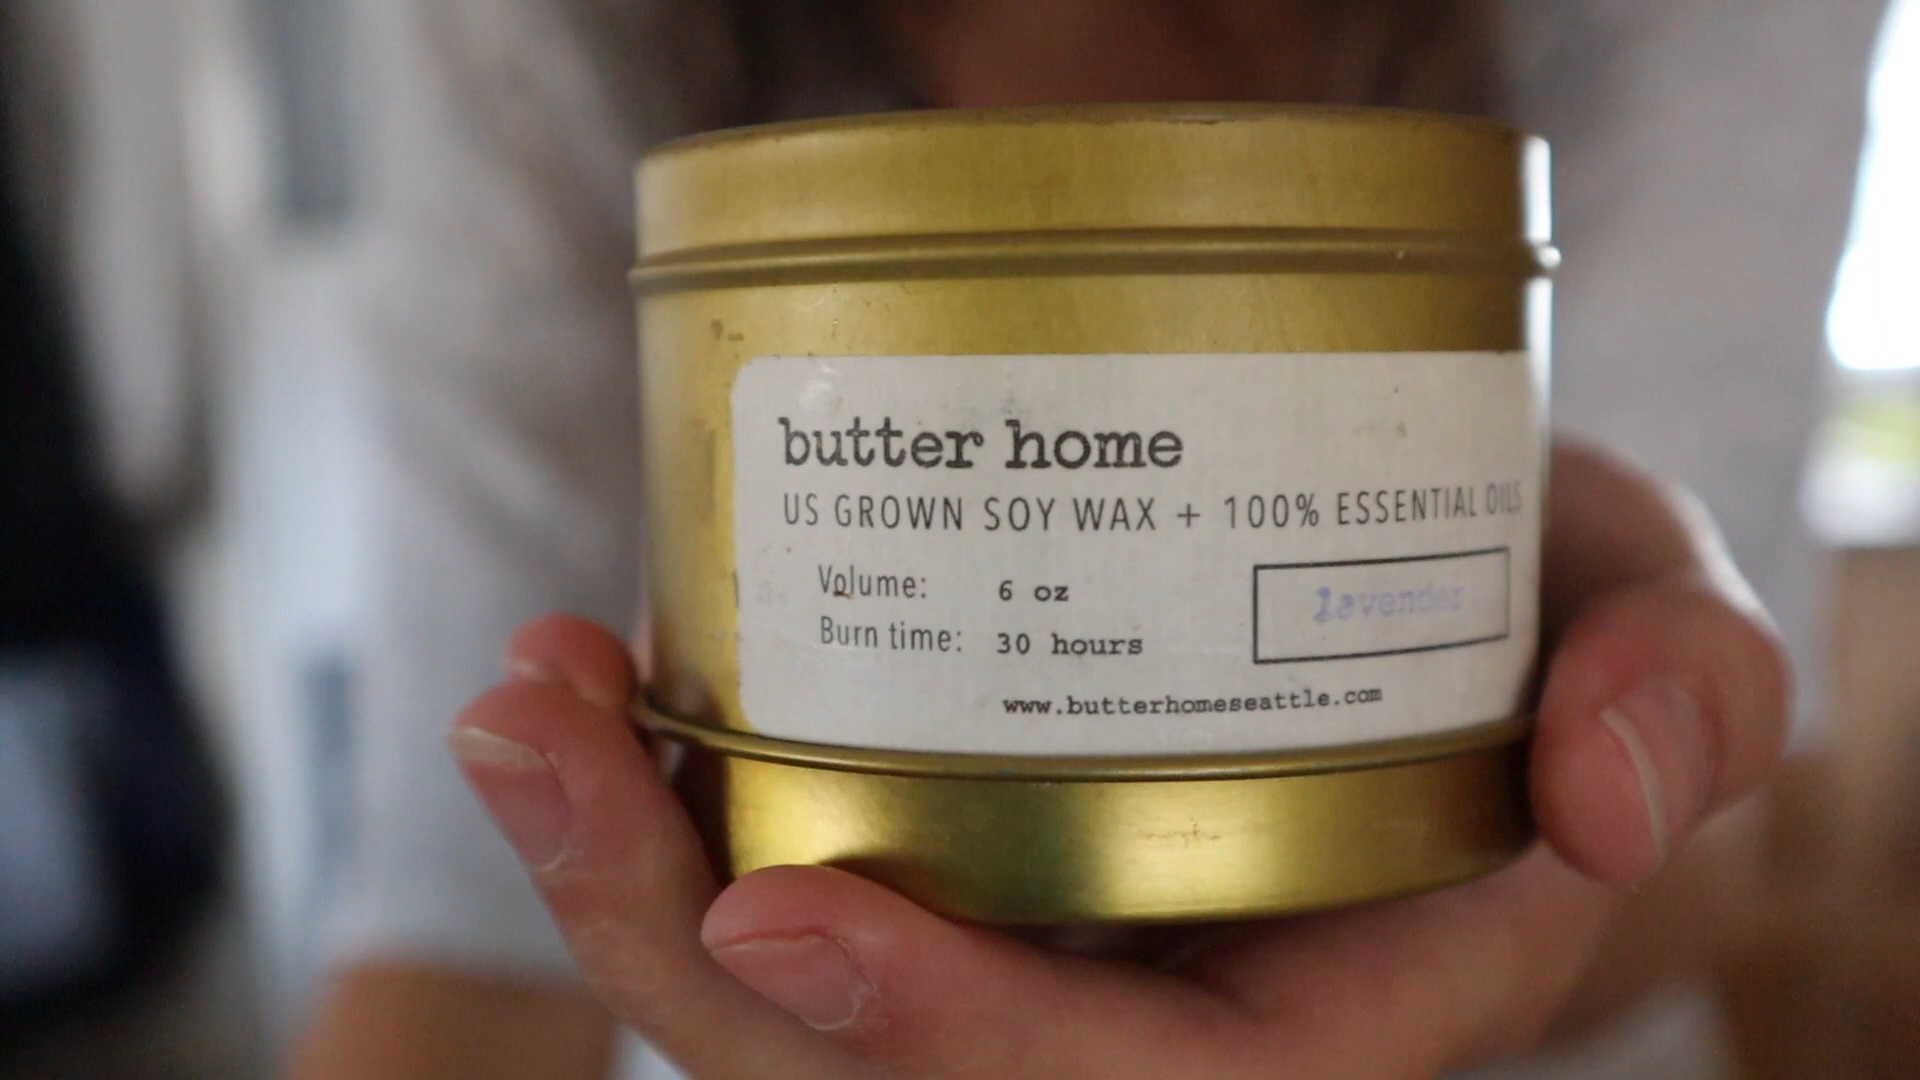 butter home
US GROWN SOY WAX + 100% ESSENTIAL OILS
Volume: 6 oz
Burn time: 30 hours
lavender
www.butterhomeseattle.com